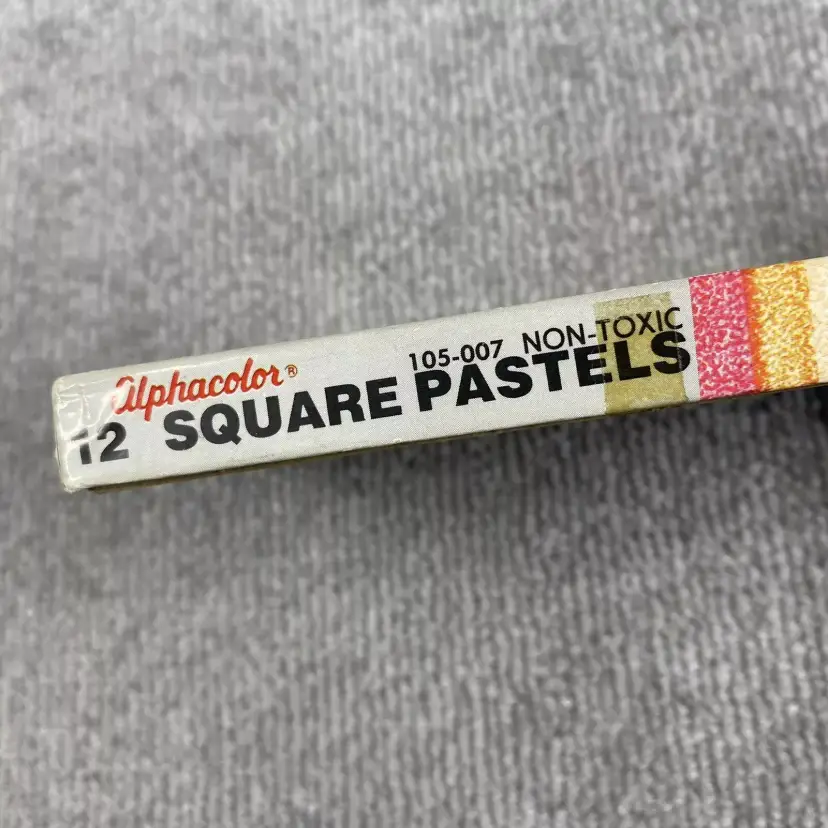 Alphacolor®
105-007 NON-TOXIC
12 SQUARE PASTELS